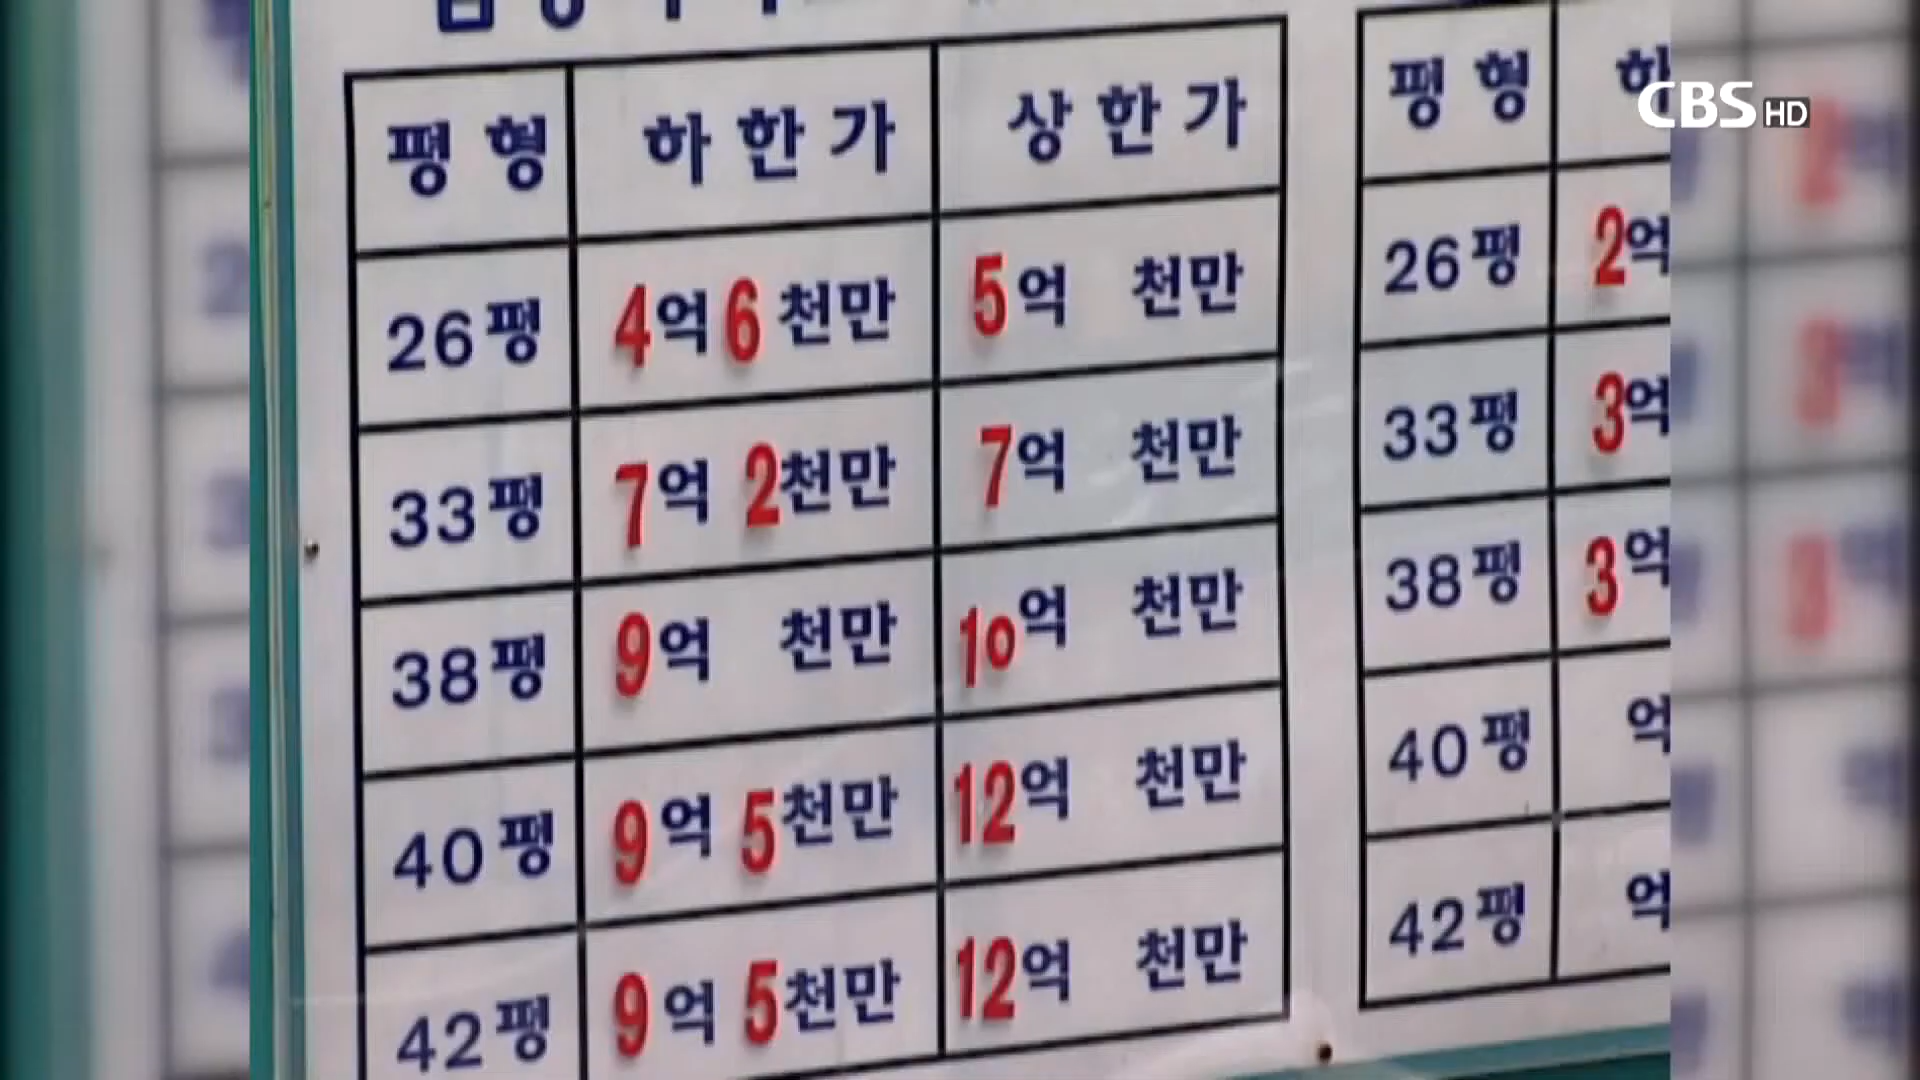 CBS HD
평형 하한가 상한가
26평 4억 6천만 5억 천만
33평 7억 2천만 7억 천만
38평 9억 천만 10억 천만
40평 9억 5천만 12억 천만
42평 9억 5천만 12억 천만
평형 하
26평 2억
33평 3억
38평 3억
40평 억
42평 억